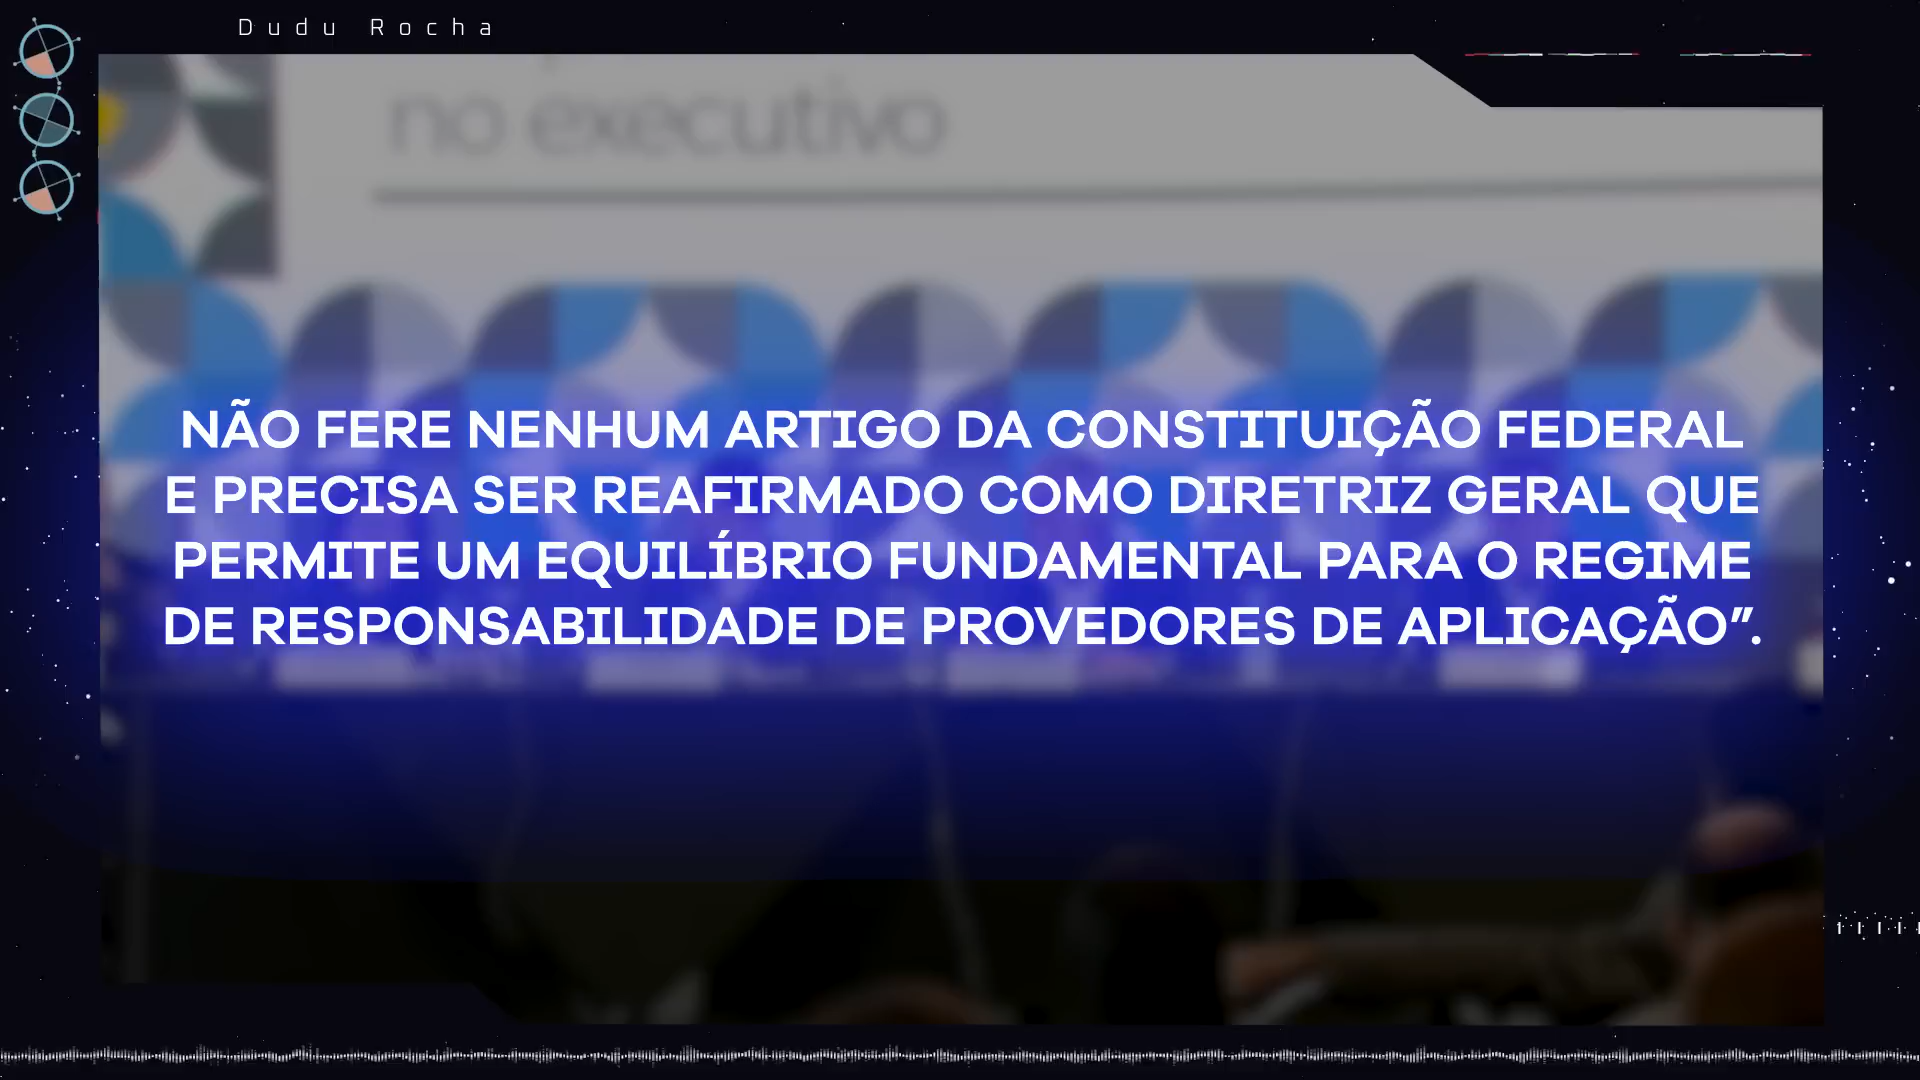 Dudu Rocha
no executivo
NÃO FERE NENHUM ARTIGO DA CONSTITUIÇÃO FEDERAL
E PRECISA SER REAFIRMADO COMO DIRETRIZ GERAL QUE
PERMITE UM EQUILÍBRIO FUNDAMENTAL PARA O REGIME
DE RESPONSABILIDADE DE PROVEDORES DE APLICAÇÃO”.